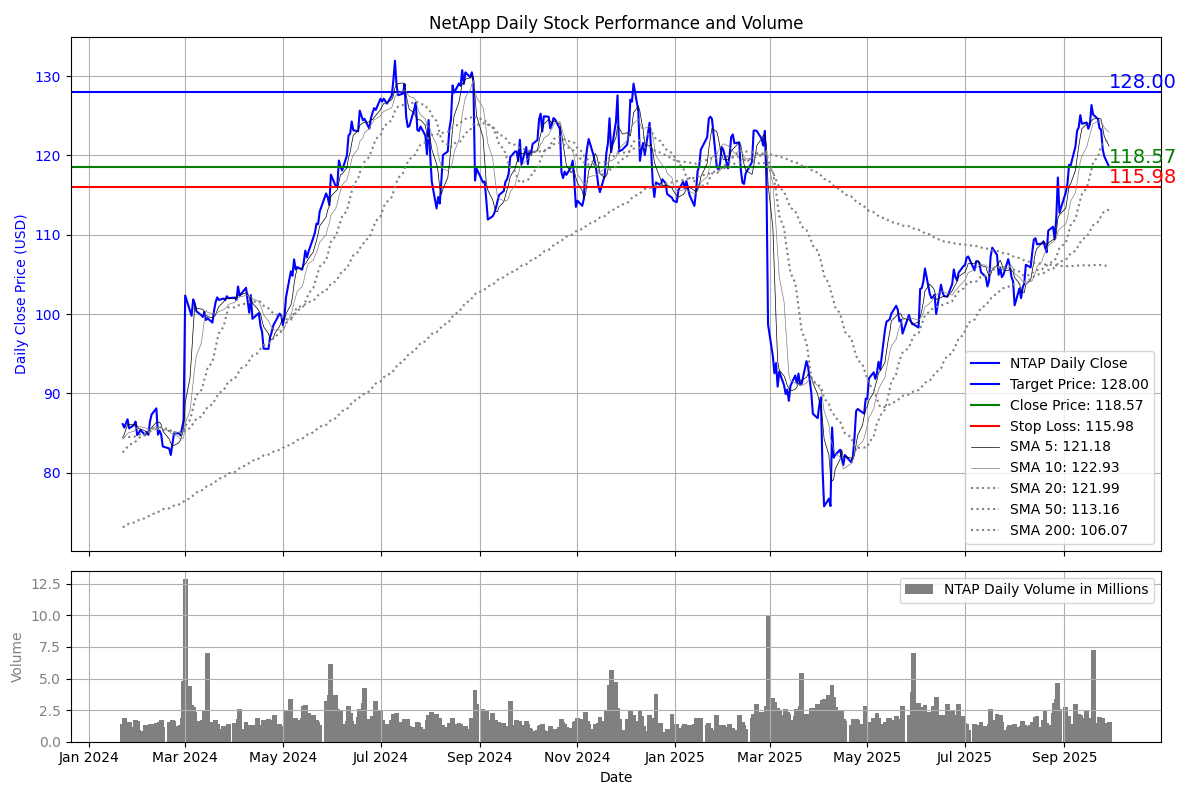 NetApp Daily Stock Performance and Volume
130
120
110
100
90
80
Daily Close Price (USD)
128.00
118.57
115.98
NTAP Daily Close
Target Price: 128.00
Close Price: 118.57
Stop Loss: 115.98
SMA 5: 121.18
SMA 10: 122.93
SMA 20: 121.99
SMA 50: 113.16
SMA 200: 106.07
12.5
10.0
7.5
5.0
2.5
0.0
Volume
NTAP Daily Volume in Millions
Jan 2024 Mar 2024 May 2024 Jul 2024 Sep 2024 Nov 2024 Jan 2025 Mar 2025 May 2025 Jul 2025 Sep 2025
Date